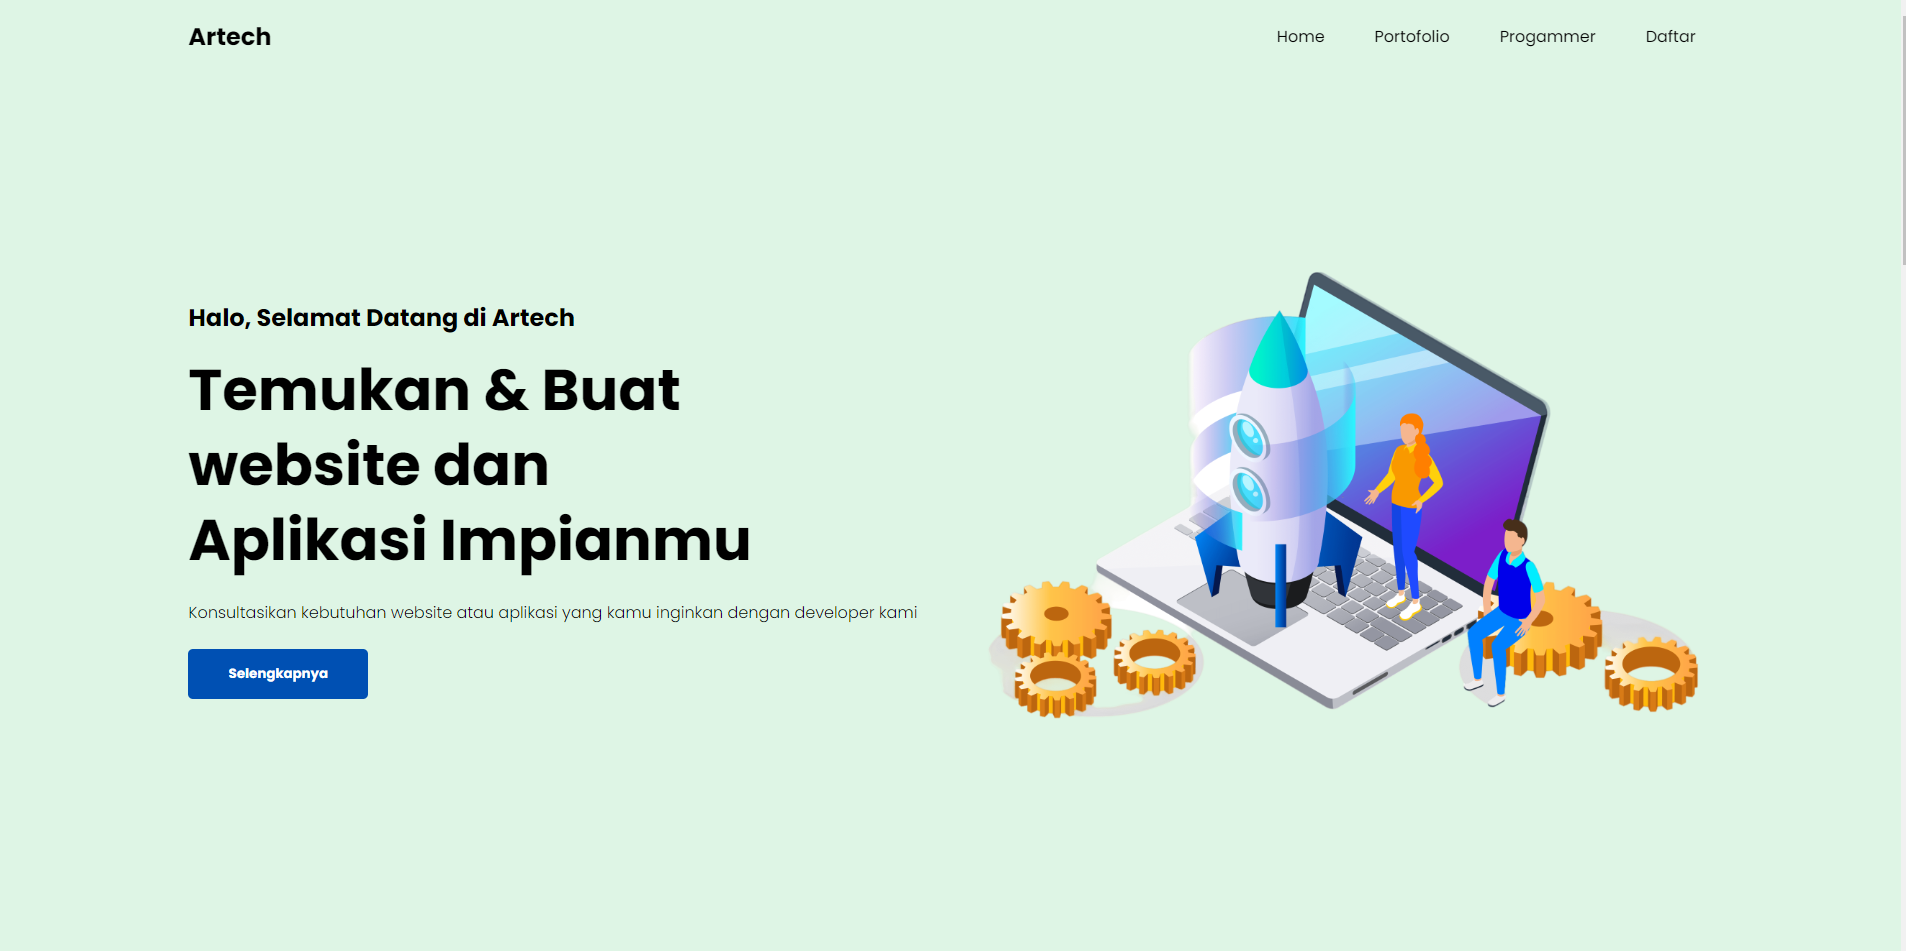 Artech
Home
Portofolio
Progammer
Daftar
Halo, Selamat Datang di Artech
Temukan & Buat
website dan
Aplikasi Impianmu
Konsultasikan kebutuhan website atau aplikasi yang kamu inginkan dengan developer kami
Selengkapnya